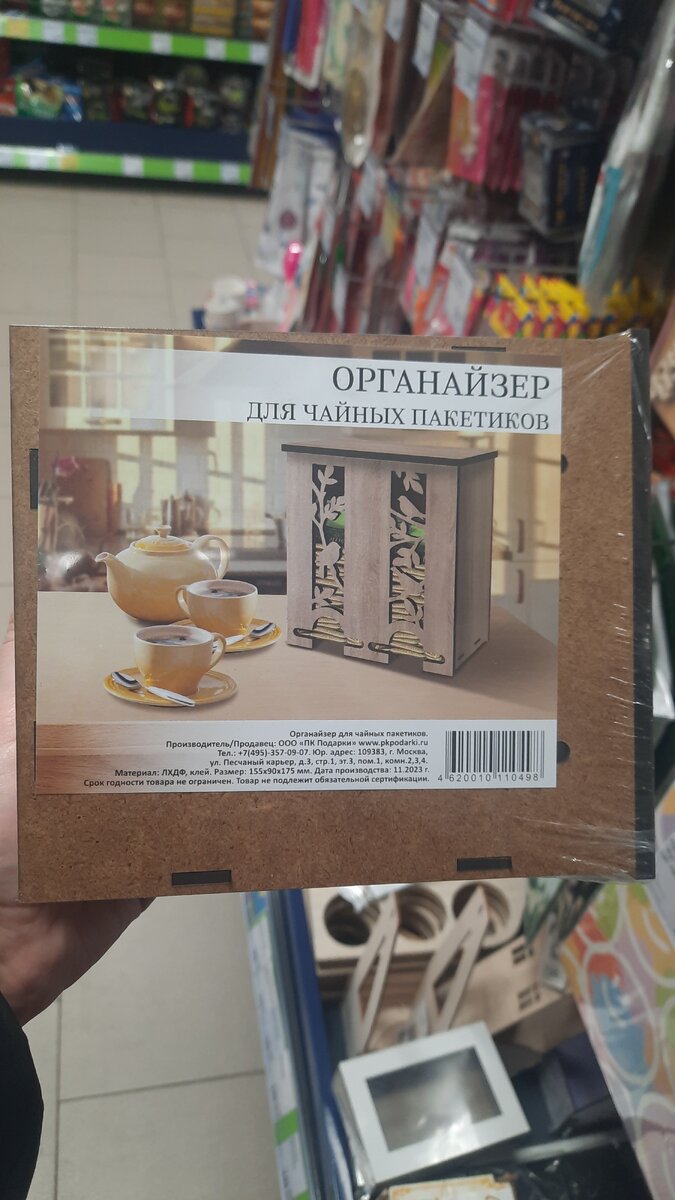 ОРГАНАЙЗЕР
ДЛЯ ЧАЙНЫХ ПАКЕТИКОВ
Органайзер для чайных пакетиков.
Производитель/Продавец: ООО «ПК Подарки» www.pkpodarki.ru
Тел.: +7(495)-357-09-07. Юр. адрес: 109383, г. Москва,
ул. Песчаный карьер, д.3, стр.1, эт.3, пом.1, комн.2,3,4.
Материал: ЛХДФ, клей. Размер: 155х90х175 мм. Дата производства: 11.2023 г.
Срок годности товара не ограничен. Товар не подлежит обязательной сертификации.
4 620010 110498